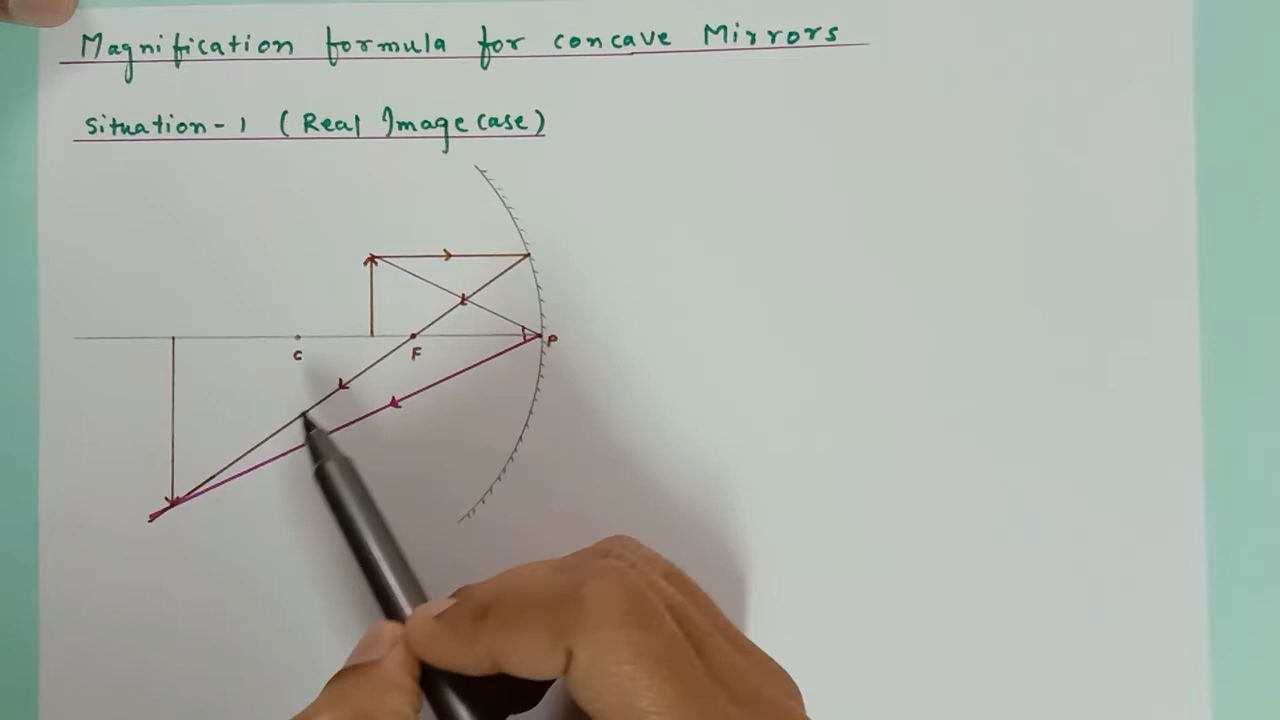 Magnification formula for concave Mirrors
Situation-1 (Real Image case)
C F P